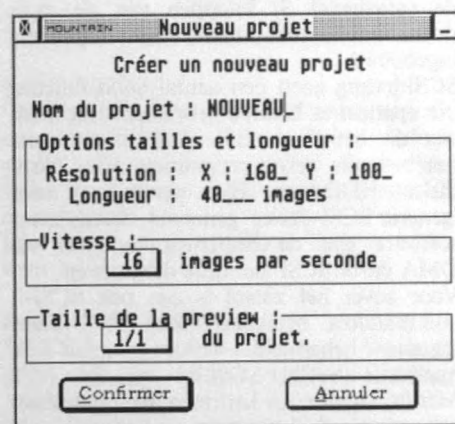 MOUNTAIN Nouveau projet
Créer un nouveau projet
Nom du projet : NOUVEAU_
Options tailles et longueur
Résolution : X : 160_ Y : 100_
Longueur : 40___ images
Vitesse :
16 images par seconde
Taille de la preview :
1/1 du projet.
Confirmer Annuler